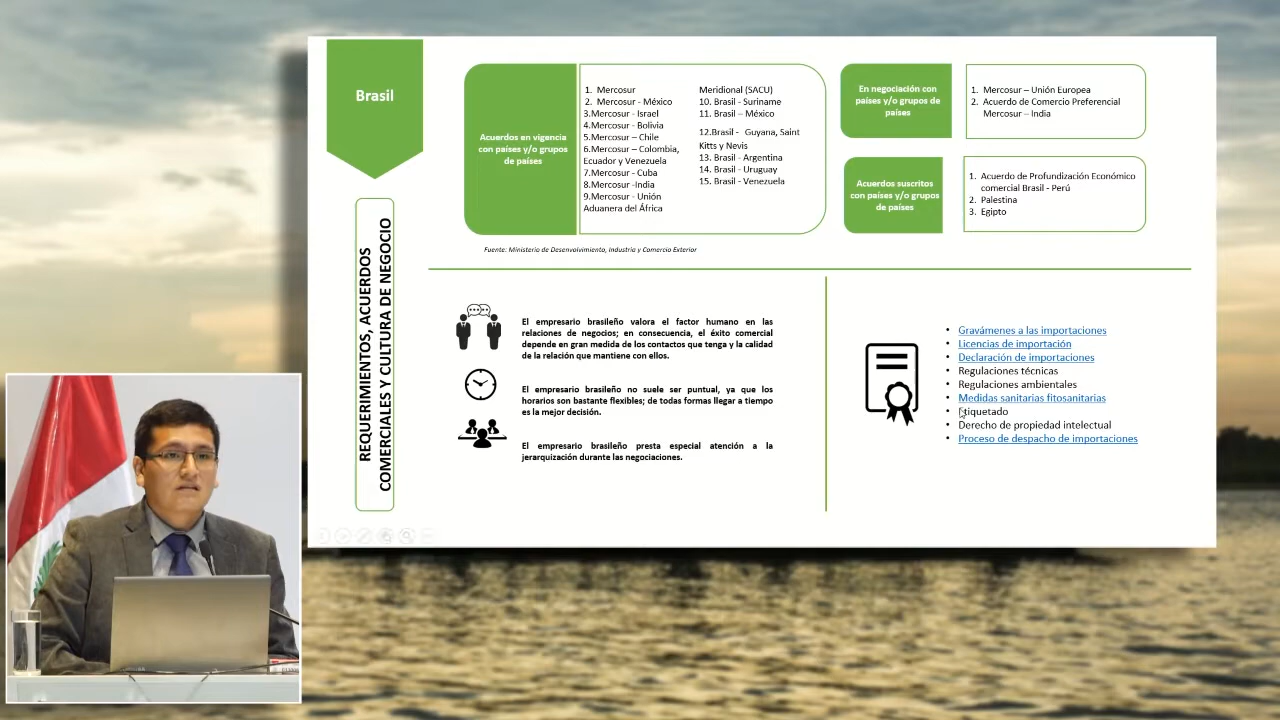 Brasil
REQUERIMIENTOS, ACUERDOS
COMERCIALES Y CULTURA DE NEGOCIO
Acuerdos en vigencia
con países y/o grupos
de países
1. Mercosur
2. Mercosur - México
3.Mercosur - Israel
4.Mercosur - Bolivia
5.Mercosur – Chile
6.Mercosur – Colombia,
Ecuador y Venezuela
7.Mercosur - Cuba
8.Mercosur -India
9.Mercosur - Unión
Aduanera del África
Meridional (SACU)
10. Brasil - Suriname
11. Brasil – México
12.Brasil - Guyana, Saint
Kitts y Nevis
13. Brasil - Argentina
14. Brasil - Uruguay
15. Brasil - Venezuela
En negociación con
países y/o grupos de
países
1. Mercosur – Unión Europea
2. Acuerdo de Comercio Preferencial
Mercosur – India
Acuerdos suscritos
con países y/o grupos
de países
1. Acuerdo de Profundización Económico
comercial Brasil - Perú
2. Palestina
3. Egipto
Fuente: Ministerio de Desenvolvimiento, Industria y Comercio Exterior
El empresario brasileño valora el factor humano en las
relaciones de negocios; en consecuencia, el éxito comercial
depende en gran medida de los contactos que tenga y la calidad
de la relación que mantiene con ellos.
El empresario brasileño no suele ser puntual, ya que los
horarios son bastante flexibles; de todas formas llegar a tiempo
es la mejor decisión.
El empresario brasileño presta especial atención a la
jerarquización durante las negociaciones.
• Gravámenes a las importaciones
• Licencias de importación
• Declaración de importaciones
• Regulaciones técnicas
• Regulaciones ambientales
• Medidas sanitarias fitosanitarias
• Etiquetado
• Derecho de propiedad intelectual
• Proceso de despacho de importaciones